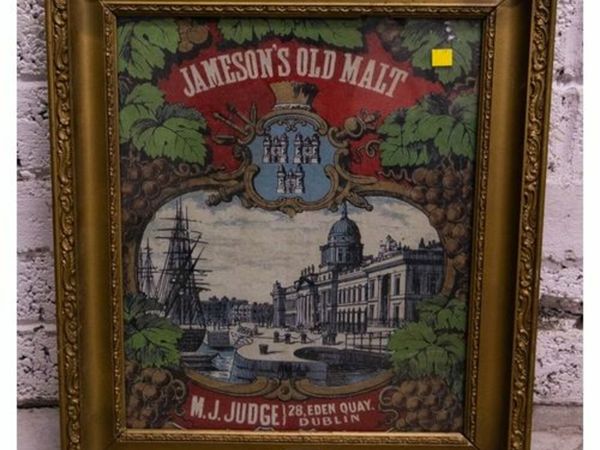 JAMESON'S OLD MALT
M. J. JUDGE} 28, EDEN QUAY.
DUBLIN